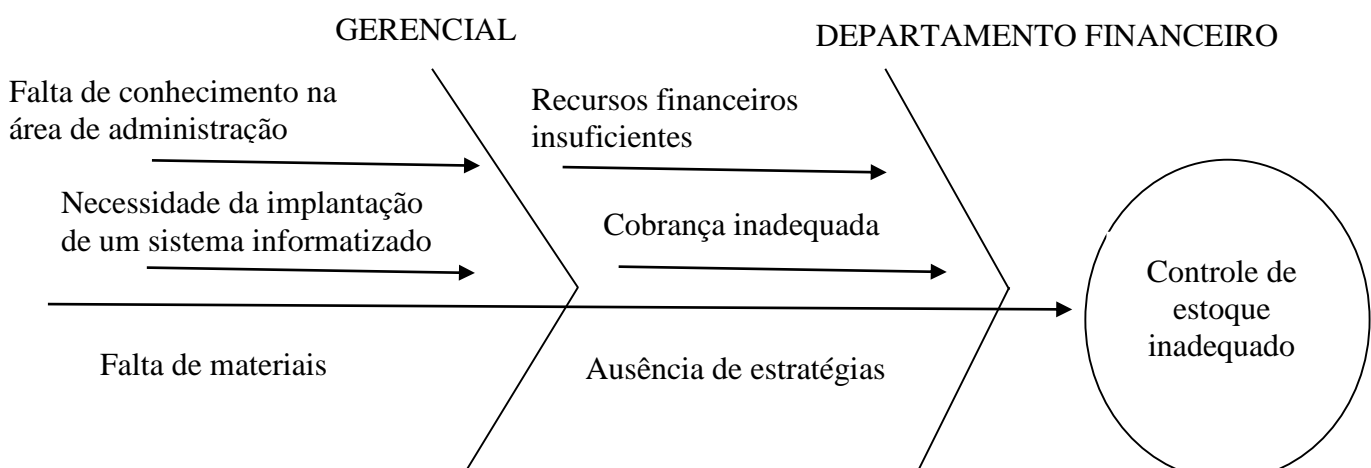 GERENCIAL
DEPARTAMENTO FINANCEIRO
Falta de conhecimento na
área de administração
Recursos financeiros
insuficientes
Necessidade da implantação
de um sistema informatizado
Cobrança inadequada
Controle de
estoque
inadequado
Falta de materiais
Ausência de estratégias